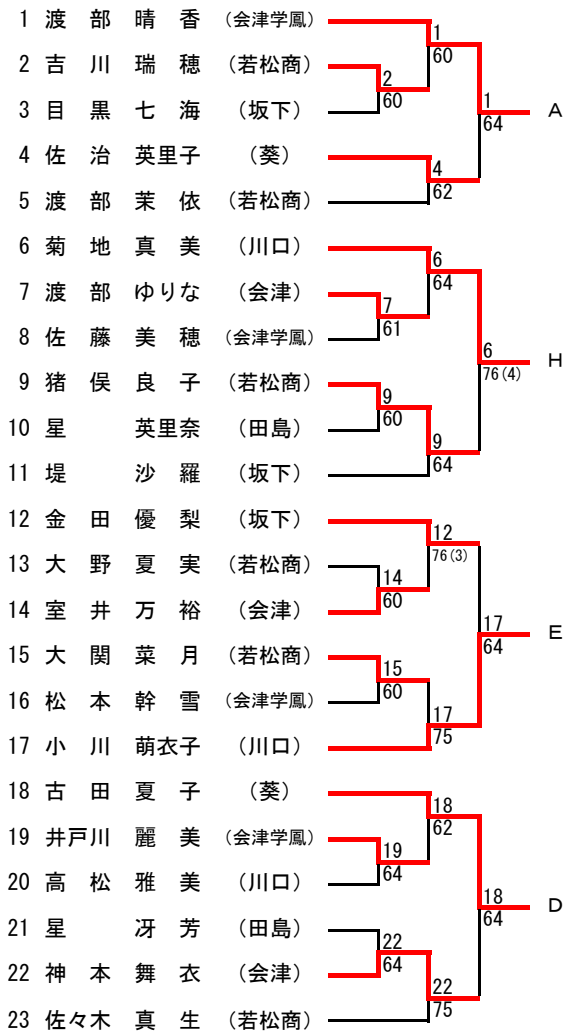 1 渡 部 晴 香 (会津学鳳)
1
60
2 吉 川 瑞 穂 (若松商)
2
60
1
64
A
3 目 黒 七 海 (坂下)
4 佐 治 英里子 (葵)
4
62
5 渡 部 茉 依 (若松商)
6 菊 地 真 美 (川口)
6
64
7 渡 部 ゆりな (会津)
7
61
8 佐 藤 美 穂 (会津学鳳)
6
76(4)
H
9 猪 俣 良 子 (若松商)
9
60
10 星 英里奈 (田島)
9
64
11 堤 沙 羅 (坂下)
12 金 田 優 梨 (坂下)
12
76(3)
13 大 野 夏 実 (若松商)
14
60
14 室 井 万 裕 (会津)
17
64
E
15 大 関 菜 月 (若松商)
15
60
16 松 本 幹 雪 (会津学鳳)
17
75
17 小 川 萌衣子 (川口)
18 古 田 夏 子 (葵)
18
62
19 井戸川 麗 美 (会津学鳳)
19
64
20 高 松 雅 美 (川口)
18
64
D
21 星 冴 芳 (田島)
22
64
22 神 本 舞 衣 (会津)
22
75
23 佐々木 真 生 (若松商)